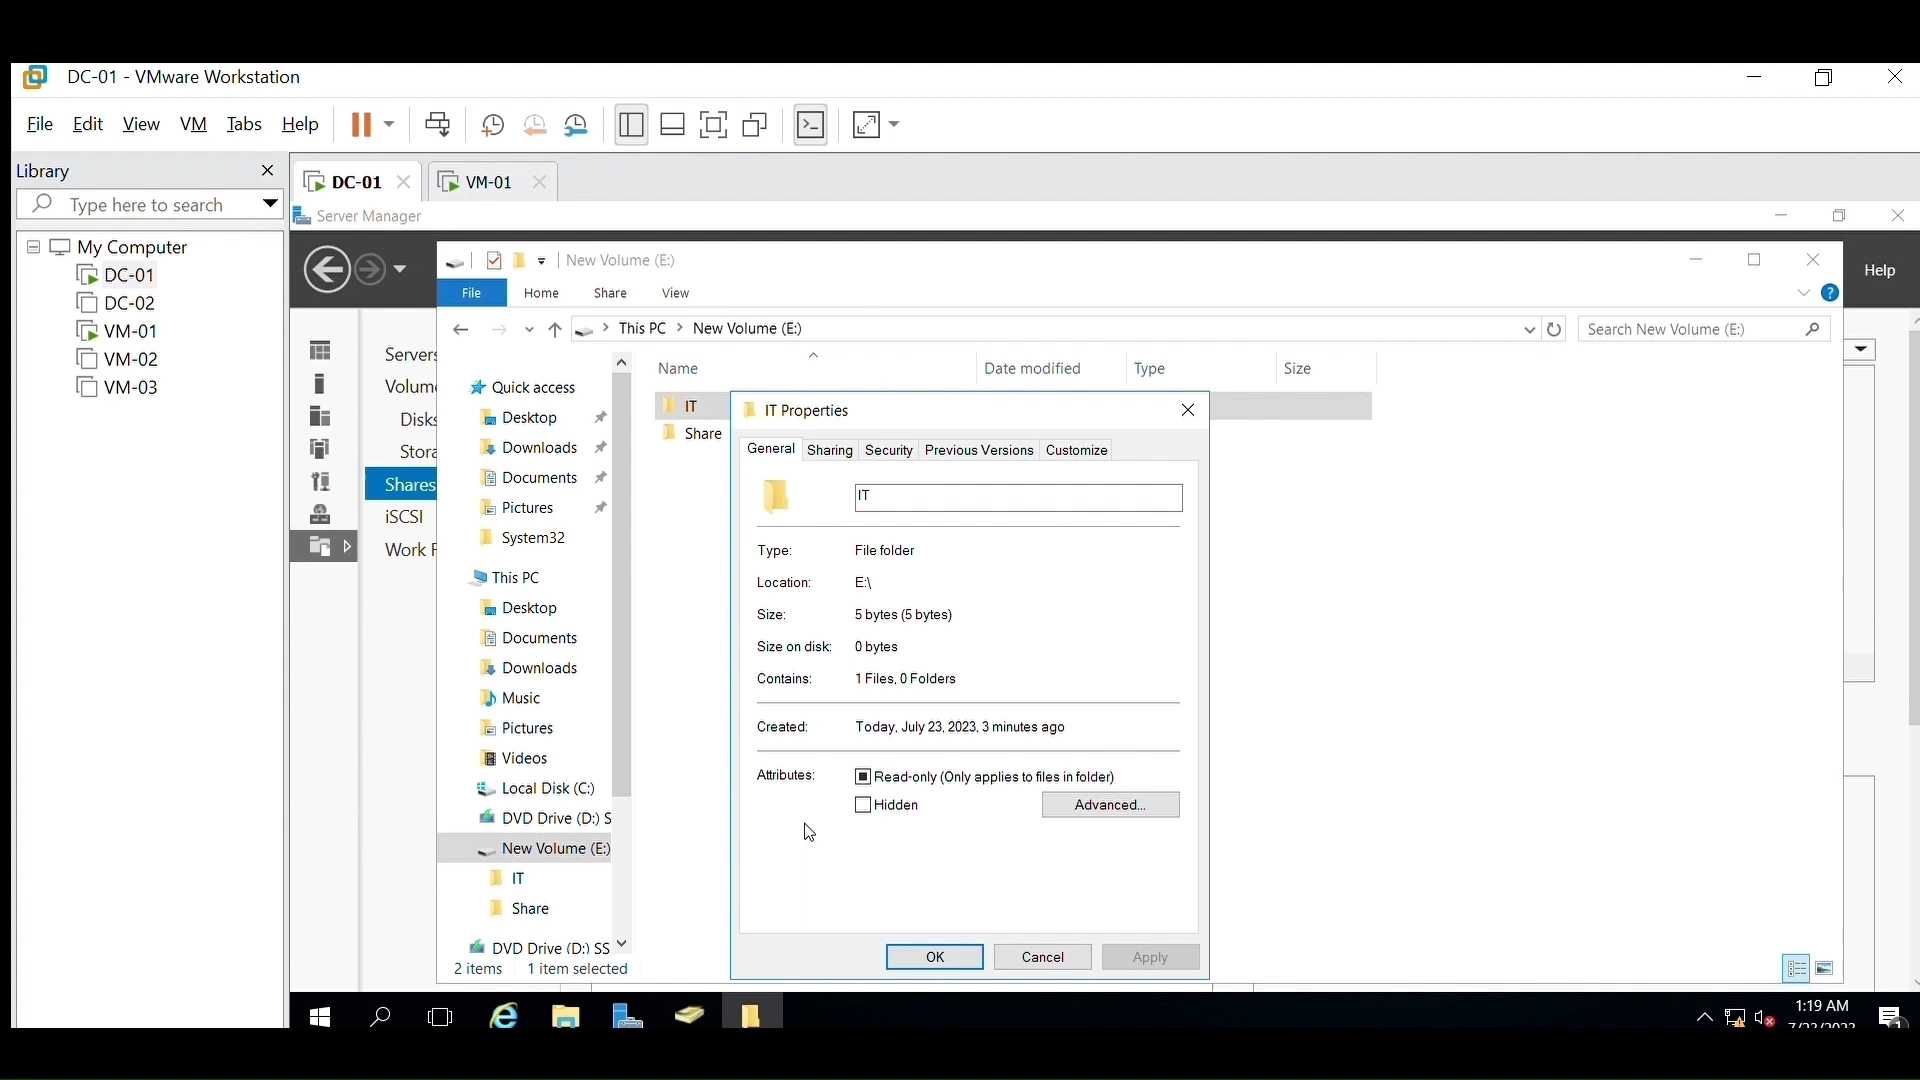 DC-01 - VMware Workstation
File Edit View VM Tabs Help
Library
Type here to search
My Computer
DC-01
DC-02
VM-01
VM-02
VM-03
DC-01
VM-01
Server Manager
Help
New Volume (E:)
File Home Share View
This PC New Volume (E:)
Search New Volume (E:)
Servers
Disks
Shares
iSCSI
Work
Quick access
Desktop
Downloads
Documents
Pictures
System32
This PC
Desktop
Documents
Downloads
Music
Pictures
Videos
Local Disk (C:)
DVD Drive (D:) S
New Volume (E:)
IT
Share
DVD Drive (D:) SS
2 items 1 item selected
Name Date modified Type Size
IT
Share
IT Properties
General Sharing Security Previous Versions Customize
IT
Type: File folder
Location: E:\
Size: 5 bytes (5 bytes)
Size on disk: 0 bytes
Contains: 1 Files, 0 Folders
Created: Today, July 23, 2023, 3 minutes ago
Attributes: Read-only (Only applies to files in folder)
Hidden Advanced...
OK Cancel Apply
1:19 AM